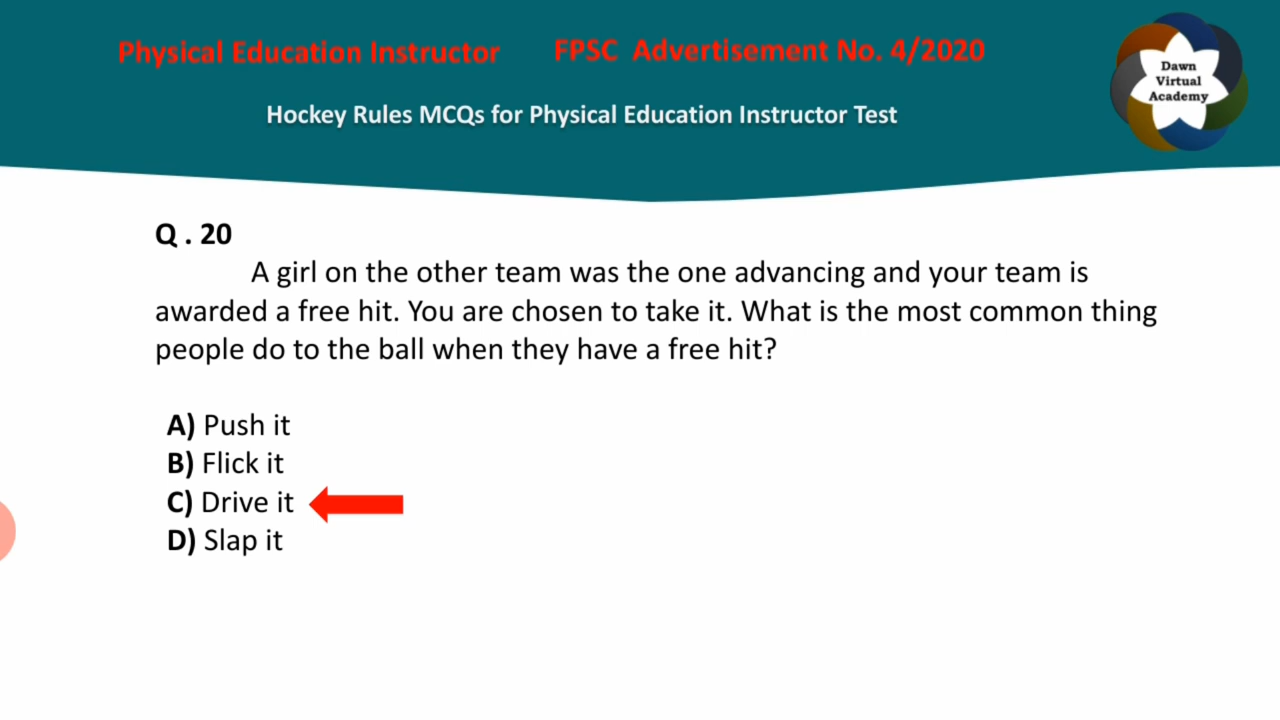 Physical Education Instructor FPSC Advertisement No. 4/2020
Dawn
Virtual
Academy
Hockey Rules MCQs for Physical Education Instructor Test
Q . 20
A girl on the other team was the one advancing and your team is
awarded a free hit. You are chosen to take it. What is the most common thing
people do to the ball when they have a free hit?
A) Push it
B) Flick it
C) Drive it
D) Slap it